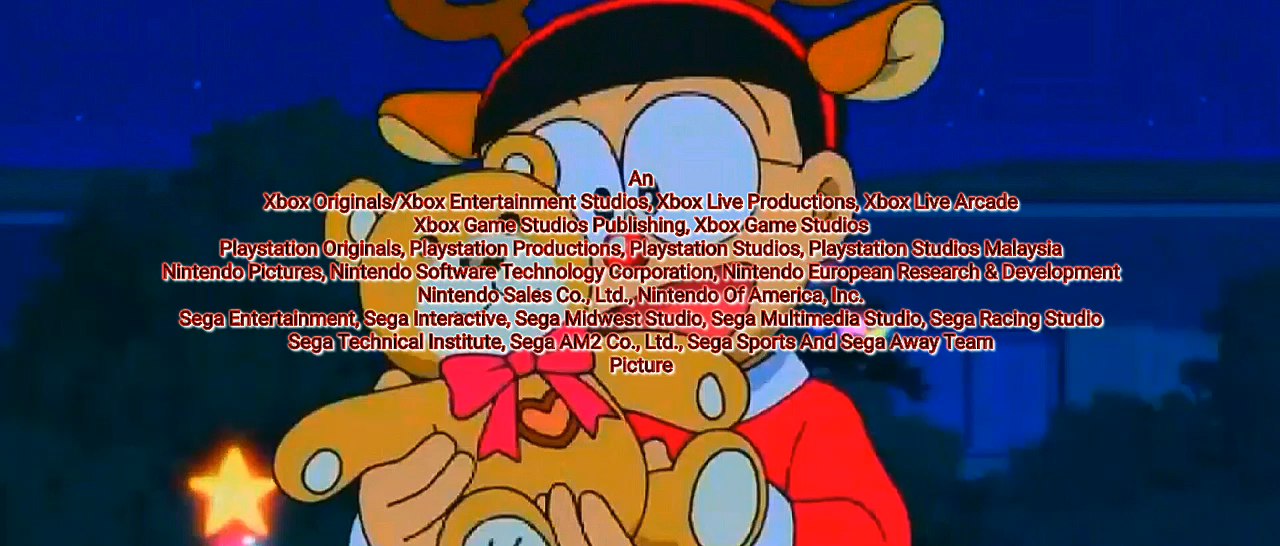 An
Xbox Originals/Xbox Entertainment Studios, Xbox Live Productions, Xbox Live Arcade
Xbox Game Studios Publishing, Xbox Game Studios
Playstation Originals, Playstation Productions, Playstation Studios, Playstation Studios Malaysia
Nintendo Pictures, Nintendo Software Technology Corporation, Nintendo European Research & Development
Nintendo Sales Co., Ltd., Nintendo Of America, Inc.
Sega Entertainment, Sega Interactive, Sega Midwest Studio, Sega Multimedia Studio, Sega Racing Studio
Sega Technical Institute, Sega AM2 Co., Ltd., Sega Sports And Sega Away Team
Picture